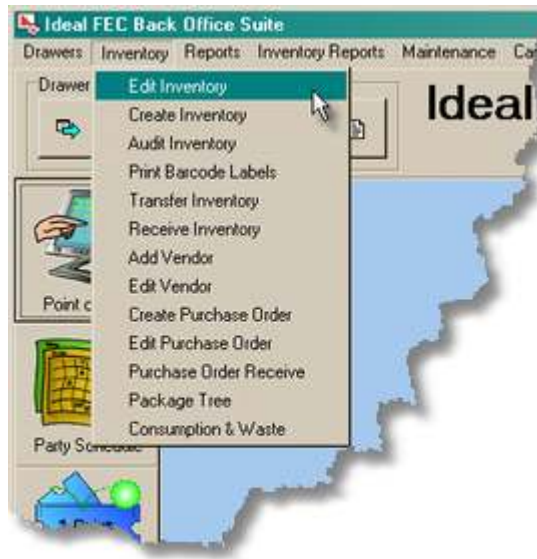 Ideal FEC Back Office Suite
Drawers Inventory Reports Inventory Reports Maintenance
Drawer
Ideal
Edit Inventory
Create Inventory
Audit Inventory
Print Barcode Labels
Transfer Inventory
Receive Inventory
Add Vendor
Edit Vendor
Create Purchase Order
Edit Purchase Order
Purchase Order Receive
Package Tree
Consumption & Waste
Point
Party